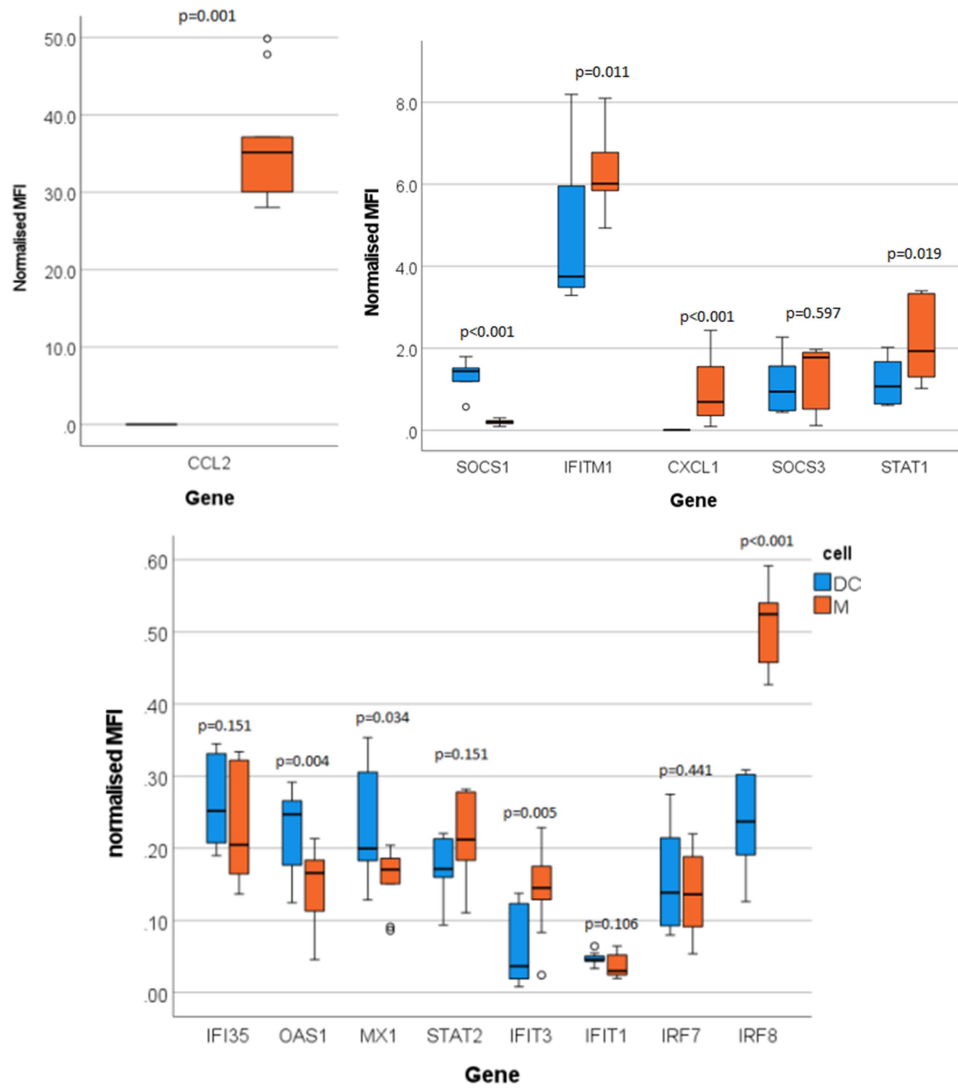 p=0.001
50.0
40.0
30.0
20.0
10.0
.0
Normalised MFI
CCL2
Gene
p=0.011
8.0
6.0
4.0
2.0
.0
Normalised MFI
p<0.001
p<0.001
p=0.597
p=0.019
SOCS1 IFITM1 CXCL1 SOCS3 STAT1
Gene
p<0.001
cell
DC
M
.60
.50
.40
.30
.20
.10
.00
normalised MFI
p=0.151
p=0.004
p=0.034
p=0.151
p=0.005
p=0.106
p=0.441
IFI35 OAS1 MX1 STAT2 IFIT3 IFIT1 IRF7 IRF8
Gene